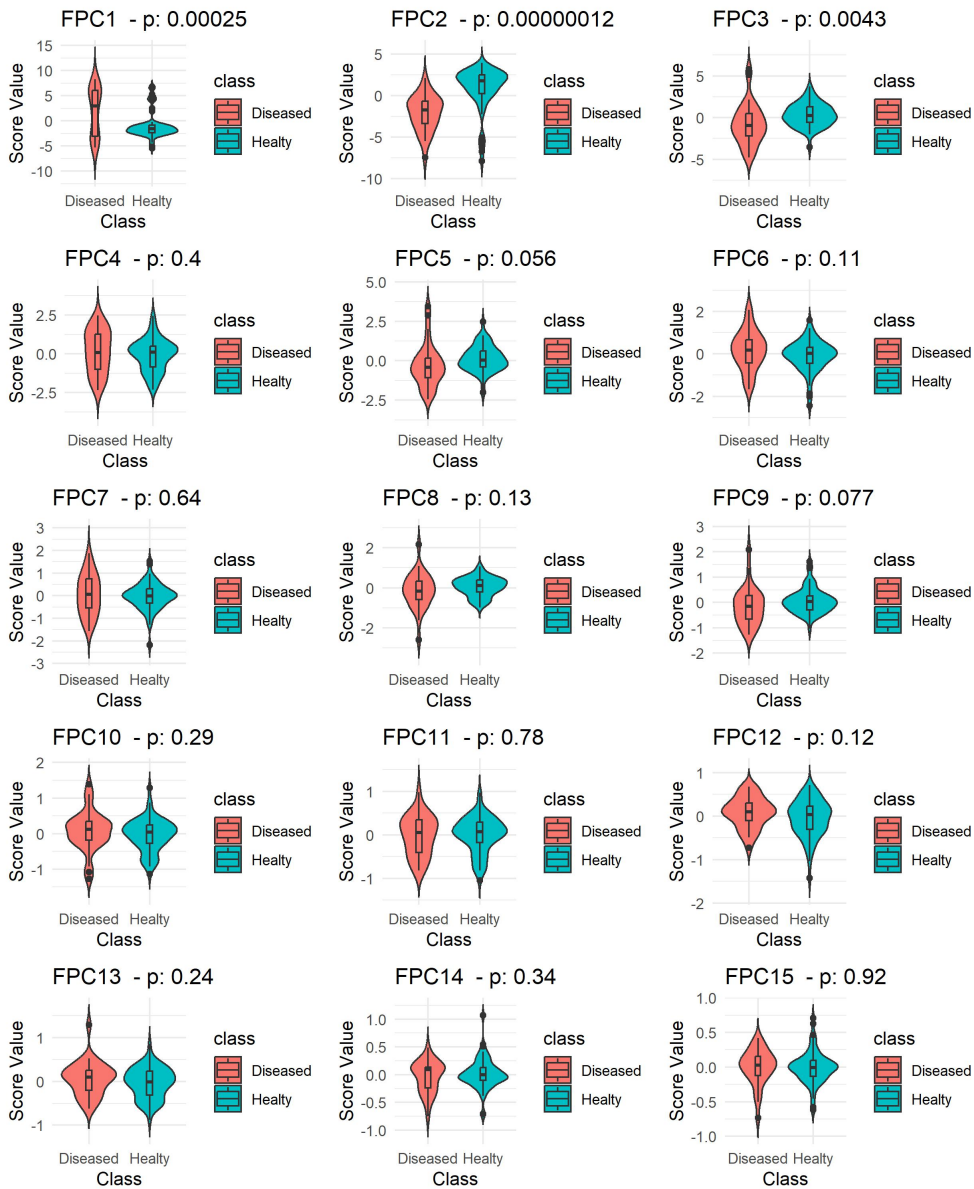 FPC1 - p: 0.00025
FPC2 - p: 0.00000012
FPC3 - p: 0.0043
Score Value
15
10
5
0
-5
-10
Diseased Healty
Class
class
Diseased
Healty
Score Value
5
0
-5
-10
Diseased Healty
Class
class
Diseased
Healty
Score Value
5
0
-5
Diseased Healty
Class
class
Diseased
Healty
FPC4 - p: 0.4
FPC5 - p: 0.056
FPC6 - p: 0.11
Score Value
2.5
0.0
-2.5
Diseased Healty
Class
class
Diseased
Healty
Score Value
5.0
2.5
0.0
-2.5
Diseased Healty
Class
class
Diseased
Healty
Score Value
2
0
-2
Diseased Healty
Class
class
Diseased
Healty
FPC7 - p: 0.64
FPC8 - p: 0.13
FPC9 - p: 0.077
Score Value
3
2
1
0
-1
-2
-3
Diseased Healty
Class
class
Diseased
Healty
Score Value
2
0
-2
Diseased Healty
Class
class
Diseased
Healty
Score Value
3
2
1
0
-1
-2
Diseased Healty
Class
class
Diseased
Healty
FPC10 - p: 0.29
FPC11 - p: 0.78
FPC12 - p: 0.12
Score Value
2
1
0
-1
Diseased Healty
Class
class
Diseased
Healty
Score Value
1
0
-1
Diseased Healty
Class
class
Diseased
Healty
Score Value
1
0
-1
-2
Diseased Healty
Class
class
Diseased
Healty
FPC13 - p: 0.24
FPC14 - p: 0.34
FPC15 - p: 0.92
Score Value
1
0
-1
Diseased Healty
Class
class
Diseased
Healty
Score Value
1.0
0.5
0.0
-0.5
-1.0
Diseased Healty
Class
class
Diseased
Healty
Score Value
1.0
0.5
0.0
-0.5
-1.0
Diseased Healty
Class
class
Diseased
Healty